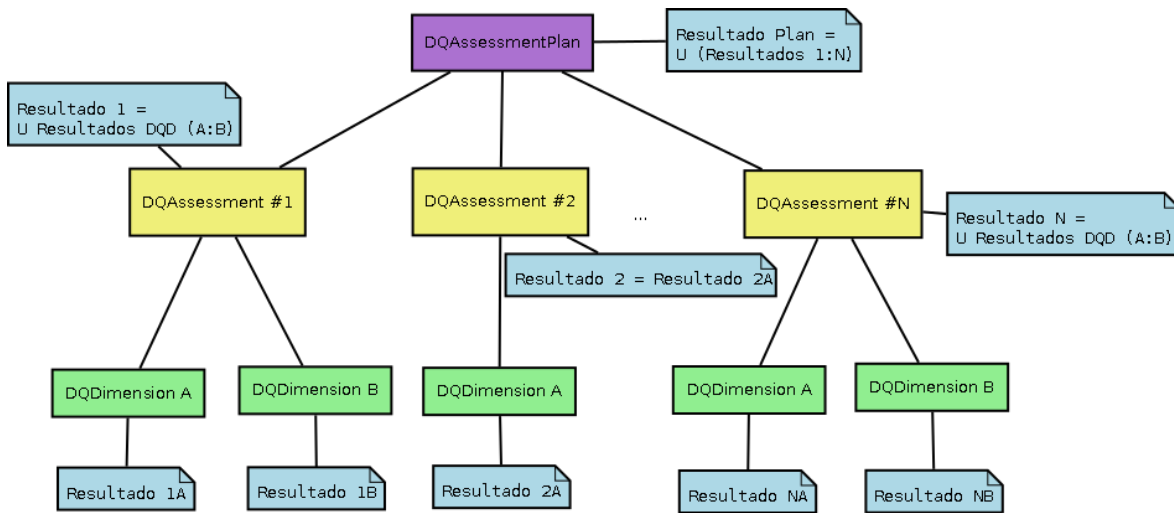 DQAssessmentPlan
Resultado Plan =
U (Resultados 1:N)
Resultado 1 =
U Resultados DQD (A:B)
DQAssessment #1
DQAssessment #2
...
DQAssessment #N
Resultado N =
U Resultados DQD (A:B)
Resultado 2 = Resultado 2A
DQDimension A
DQDimension B
DQDimension A
DQDimension A
DQDimension B
Resultado 1A
Resultado 1B
Resultado 2A
Resultado NA
Resultado NB